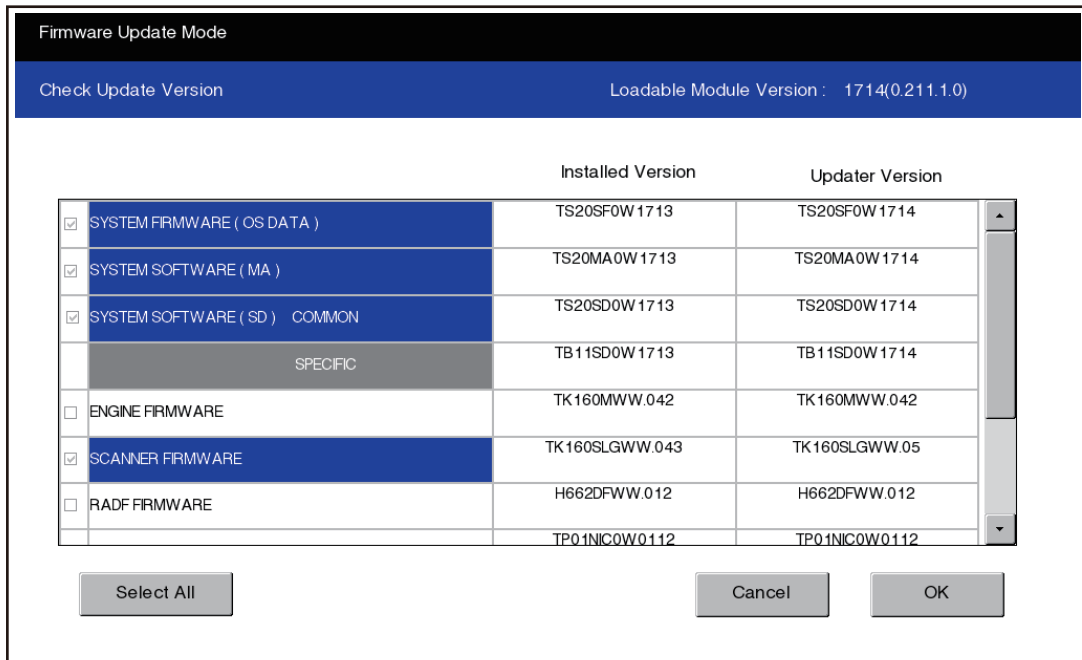 Firmware Update Mode
Check Update Version Loadable Module Version : 1714(0.211.1.0)
Installed Version Updater Version
SYSTEM FIRMWARE ( OS DATA ) TS20SF0W1713 TS20SF0W1714
SYSTEM SOFTWARE ( MA ) TS20MA0W1713 TS20MA0W1714
SYSTEM SOFTWARE ( SD ) COMMON TS20SD0W1713 TS20SD0W1714
SPECIFIC TB11SD0W1713 TB11SD0W1714
ENGINE FIRMWARE TK160MWW.042 TK160MWW.042
SCANNER FIRMWARE TK160SLGWW.043 TK160SLGWW.05
RADF FIRMWARE H662DFWW.012 H662DFWW.012
TP01NIC0W0112 TP01NIC0W0112
Select All Cancel OK